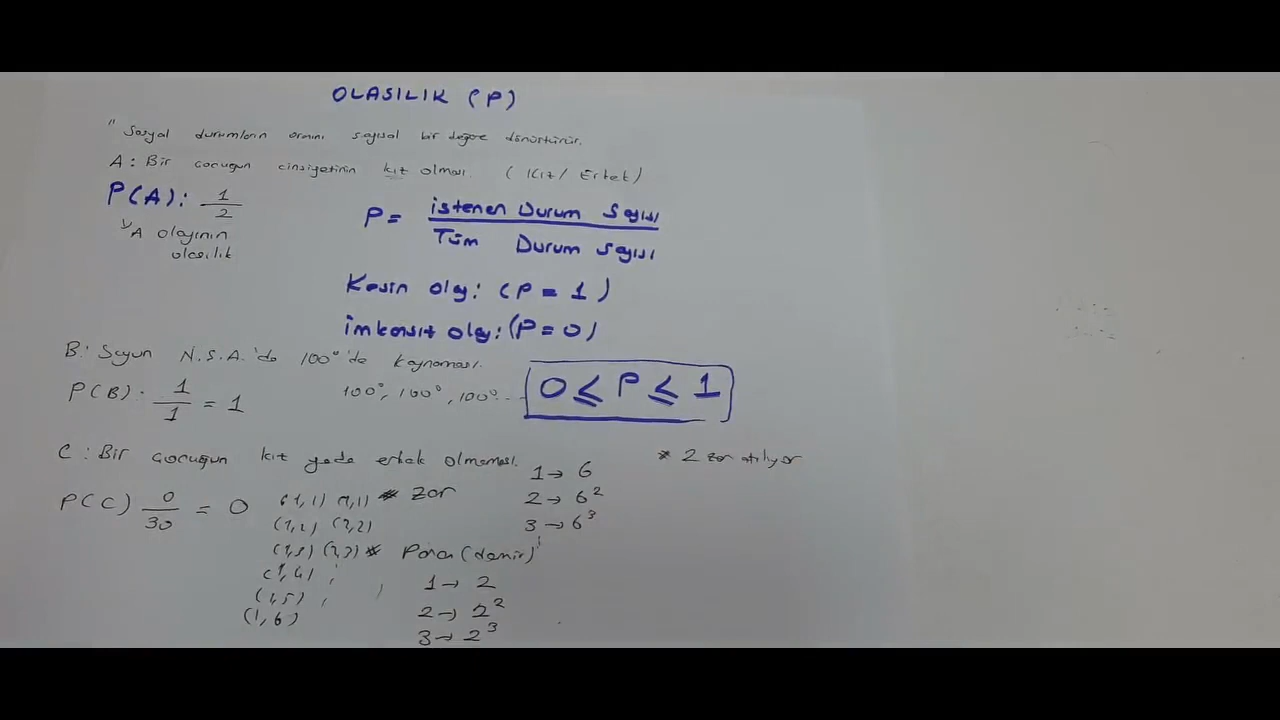 OLASILIK (P)
" Sosyal durumların oranını sayısal bir değere dönüştürür.
A : Bir çocuğun cinsiyetinin kız olması. ( Kız / Erkek )
P(A): 1/2
A olayının
olasılık
P = istenen Durum Sayısı / Tüm Durum Sayısı
Kesin olay: (P = 1)
imkansız olay: (P = 0)
B: Suyun N.Ş.A.'da 100°'de kaynaması.
P(B): 1/1 = 1
100°, 100°, 100° ...
0 ≤ P ≤ 1
C : Bir çocuğun kız yada erkek olmaması.
P(C) 0/30 = 0
* 2 zar atılıyor
* Zar
1 → 6
2 → 6²
3 → 6³
(1,1) (2,1)
(1,2) (2,2)
(1,3) (2,3)
(1,4)
(1,5)
(1,6)
* Para (demir)
1 → 2
2 → 2²
3 → 2³